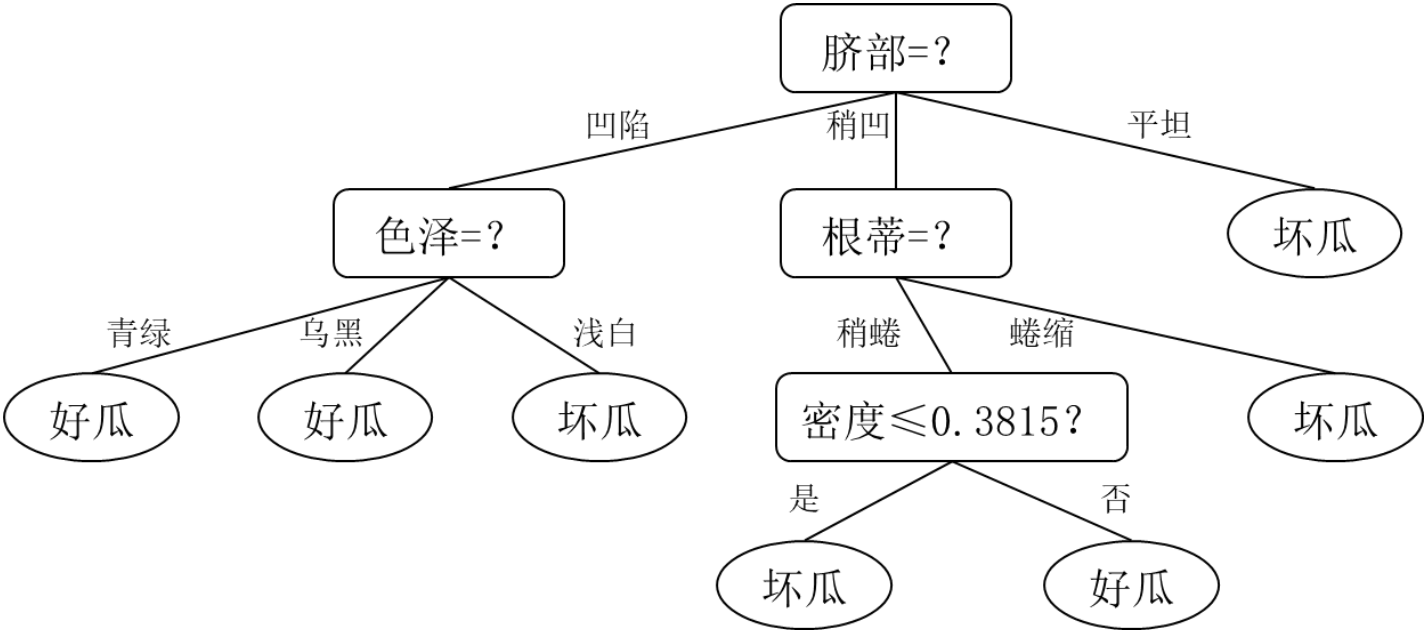 脐部=?
凹陷
稍凹
平坦
色泽=?
根蒂=?
坏瓜
青绿
乌黑
浅白
稍蜷
蜷缩
好瓜
好瓜
坏瓜
密度≤0.3815?
坏瓜
是
否
坏瓜
好瓜